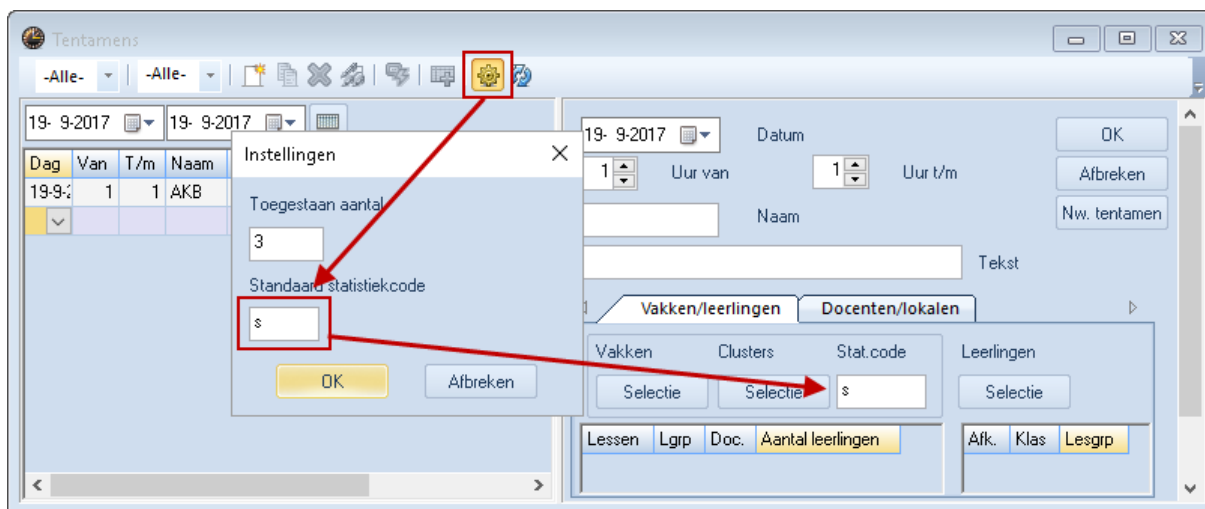 Tentamens
-Alle- -Alle-
19- 9-2017 19- 9-2017
Dag Van T/m Naam
19-9-2 1 1 AKB
Instellingen
Toegestaan aantal
3
Standaard statistiekcode
s
OK Afbreken
19- 9-2017 Datum OK
1 Uur van 1 Uur t/m Afbreken
Naam Nw. tentamen
Tekst
Vakken/leerlingen Docenten/lokalen
Vakken Clusters Stat.code Leerlingen
Selectie Selectie s Selectie
Lessen Lgrp Doc. Aantal leerlingen Afk. Klas Lesgrp